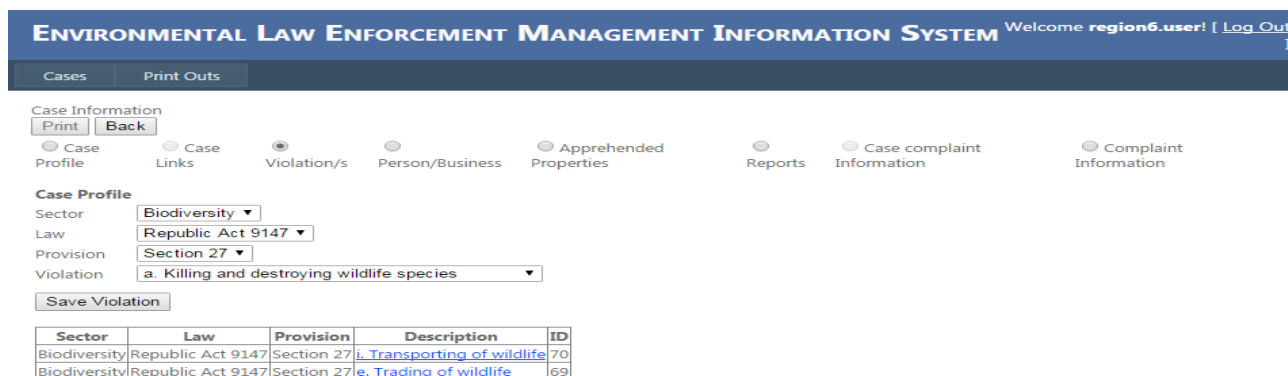 ENVIRONMENTAL LAW ENFORCEMENT MANAGEMENT INFORMATION SYSTEM Welcome region6.user! [ Log Out
Cases Print Outs
Case Information
Print Back
Case Profile Case Links Violation/s Person/Business Apprehended Properties Reports Case complaint Information Complaint Information
Case Profile
Sector Biodiversity
Law Republic Act 9147
Provision Section 27
Violation a. Killing and destroying wildlife species
Save Violation
Sector Law Provision Description ID
Biodiversity Republic Act 9147 Section 27 i. Transporting of wildlife 70
Biodiversity Republic Act 9147 Section 27 e. Trading of wildlife 69